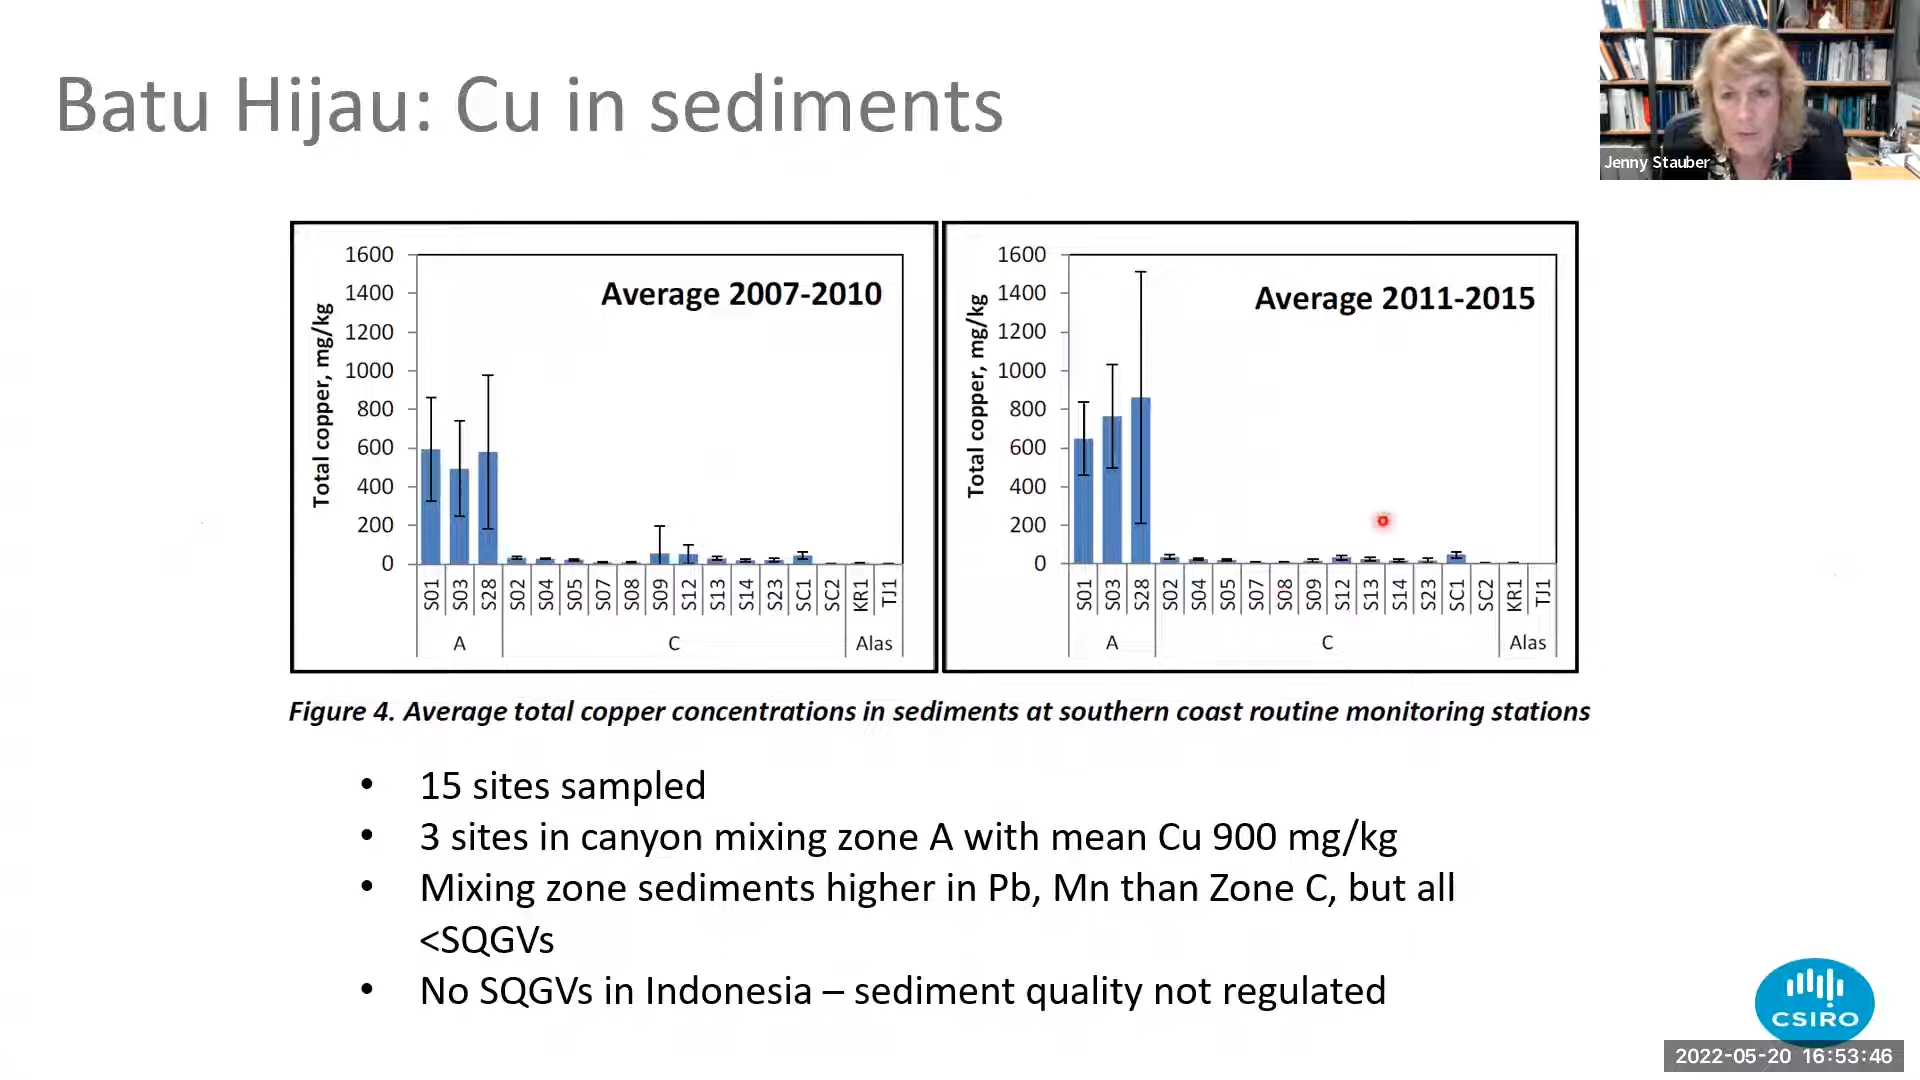 Batu Hijau: Cu in sediments
Jenny Stauber
Total copper, mg/kg
1600
1400
1200
1000
800
600
400
200
0
Average 2007-2010
S01 S03 S28 S02 S04 S05 S07 S08 S09 S12 S13 S14 S23 SC1 SC2 KR1 TJ1
A C Alas
Total copper, mg/kg
1600
1400
1200
1000
800
600
400
200
0
Average 2011-2015
S01 S03 S28 S02 S04 S05 S07 S08 S09 S12 S13 S14 S23 SC1 SC2 KR1 TJ1
A C Alas
Figure 4. Average total copper concentrations in sediments at southern coast routine monitoring stations
• 15 sites sampled
• 3 sites in canyon mixing zone A with mean Cu 900 mg/kg
• Mixing zone sediments higher in Pb, Mn than Zone C, but all
<SQGVs
• No SQGVs in Indonesia – sediment quality not regulated
CSIRO
2022-05-20 16:53:46